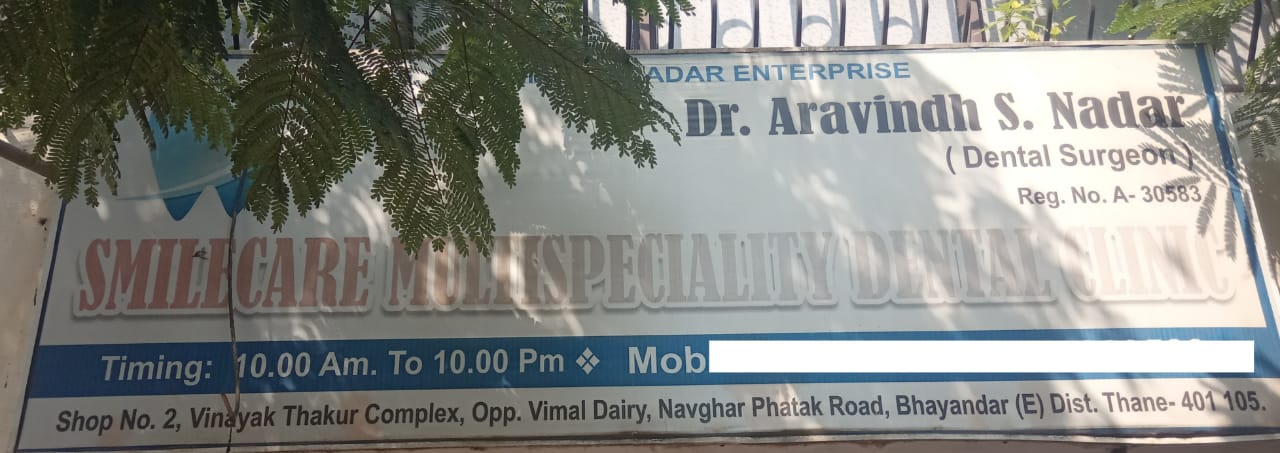 NADAR ENTERPRISE
Dr. Aravindh S. Nadar
( Dental Surgeon )
Reg. No. A- 30583
SMILECARE MULTISPECIALITY DENTAL CLINIC
Timing: 10.00 Am. To 10.00 Pm ❖ Mob
Shop No. 2, Vinayak Thakur Complex, Opp. Vimal Dairy, Navghar Phatak Road, Bhayandar (E) Dist. Thane- 401 105.